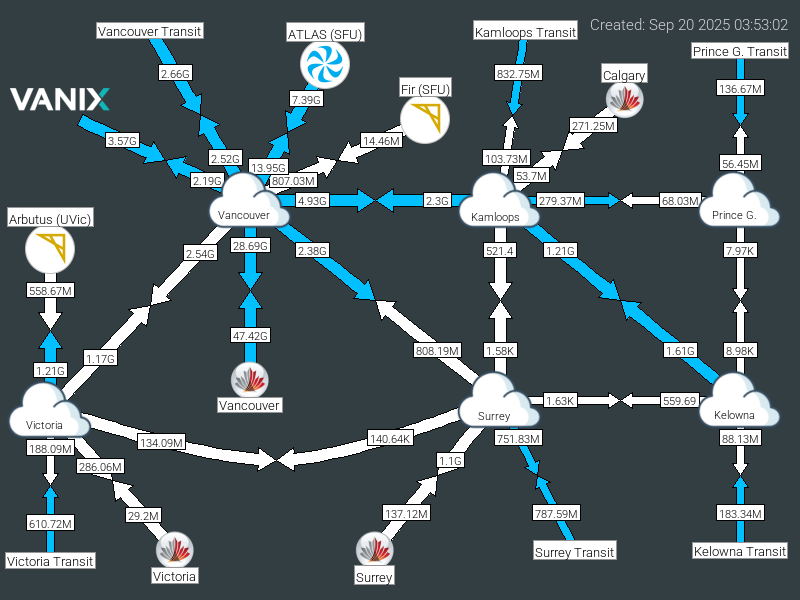 Created: Sep 20 2025 03:53:02
Vancouver Transit
ATLAS (SFU)
Kamloops Transit
Prince G. Transit
2.66G
832.75M
Calgary
136.67M
VANIX
7.39G
Fir (SFU)
3.57G
14.46M
271.25M
2.52G
13.95G
103.73M
56.45M
2.19G
807.03M
53.7M
4.93G
2.3G
279.37M
68.03M
Vancouver
Kamloops
Prince G.
Arbutus (UVic)
2.54G
28.69G
2.38G
521.4
1.21G
7.97K
558.67M
47.42G
1.17G
808.19M
1.58K
1.61G
8.98K
1.21G
Vancouver
1.63K
559.69
Victoria
Surrey
Kelowna
188.09M
134.09M
140.64K
751.83M
88.13M
286.06M
1.1G
610.72M
29.2M
137.12M
787.59M
183.34M
Victoria Transit
Victoria
Surrey
Surrey Transit
Kelowna Transit